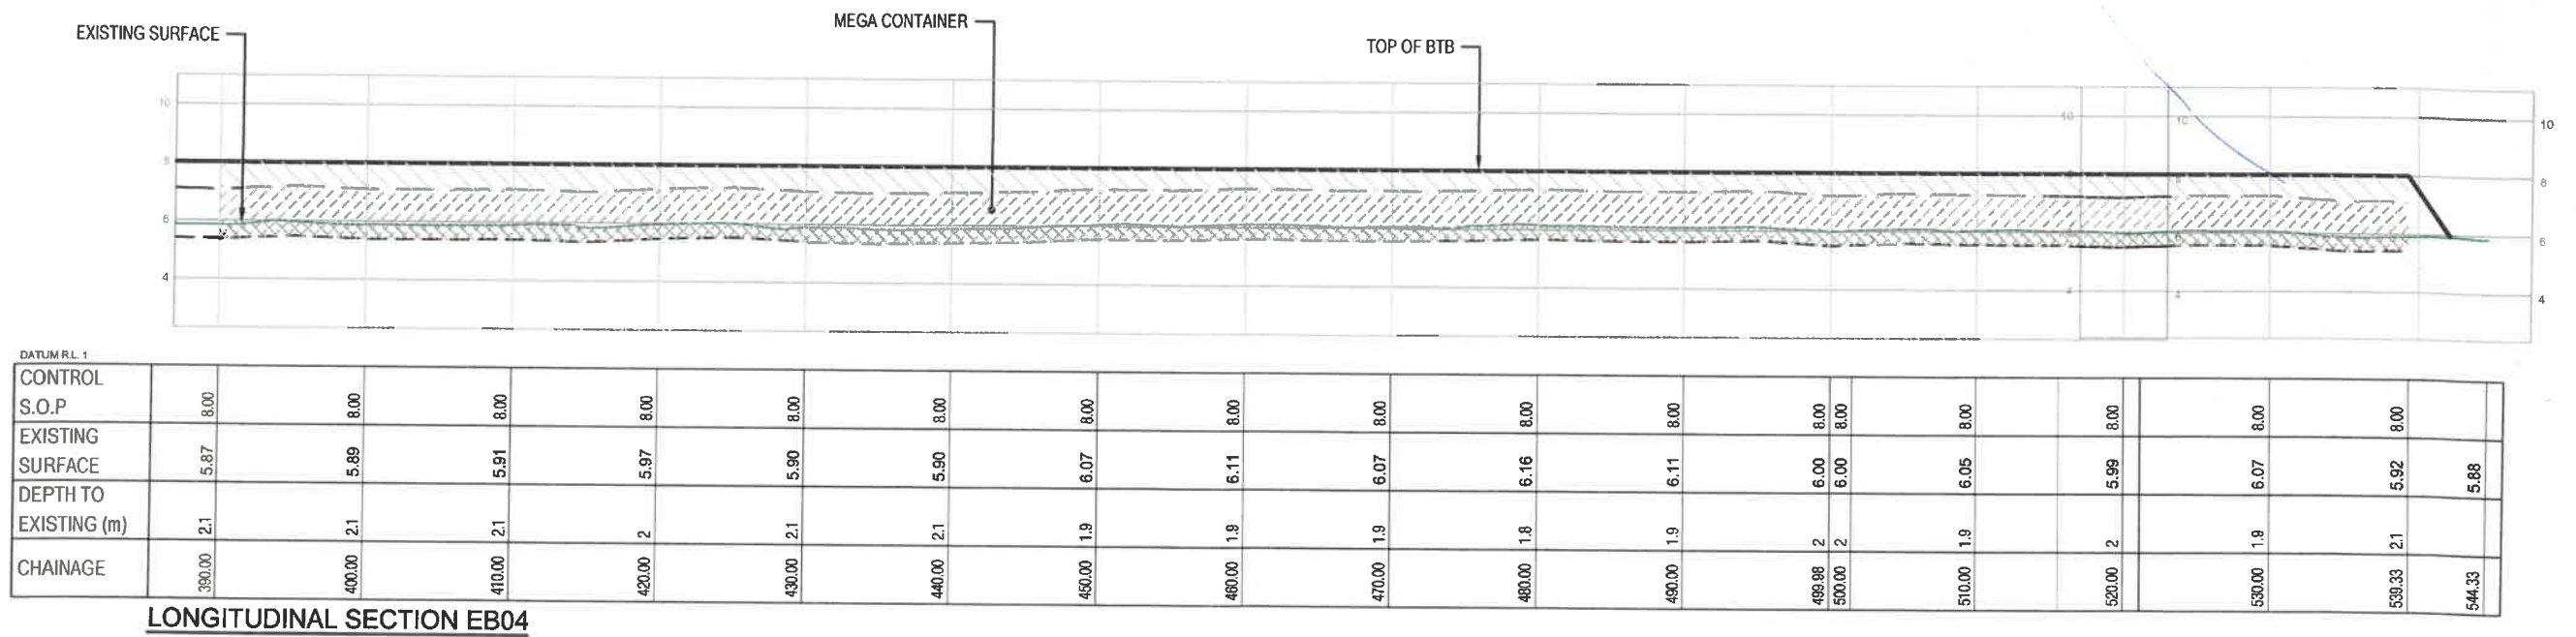 MEGA CONTAINER
EXISTING SURFACE
TOP OF BTB
10 10 10 10
8 8 8
6 6 6
4 4 4 4
DATUM R.L. 1
CONTROL
S.O.P 8.00 8.00 8.00 8.00 8.00 8.00 8.00 8.00 8.00 8.00 8.00 8.00 8.00 8.00 8.00 8.00 8.00
EXISTING
SURFACE 5.87 5.89 5.91 5.97 5.90 5.90 6.07 6.11 6.07 6.16 6.11 6.00 6.00 6.05 5.99 6.07 5.92 5.88
DEPTH TO
EXISTING (m) 2.1 2.1 2.1 2 2.1 2.1 1.9 1.9 1.9 1.8 1.9 2 2 1.9 2 1.9 2.1
CHAINAGE 390.00 400.00 410.00 420.00 430.00 440.00 450.00 460.00 470.00 480.00 490.00 499.98 500.00 510.00 520.00 530.00 539.33 544.33
LONGITUDINAL SECTION EB04